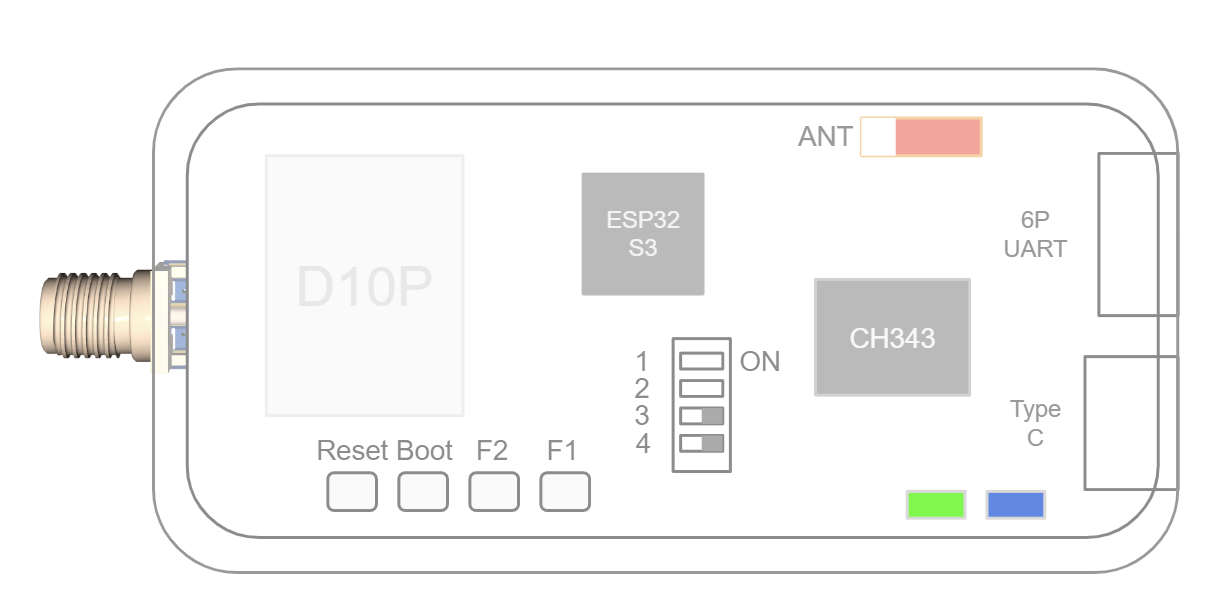 ANT
ESP32
S3
6P
UART
D10P
CH343
1
ON
2
3
4
Type
C
Reset
Boot
F2
F1